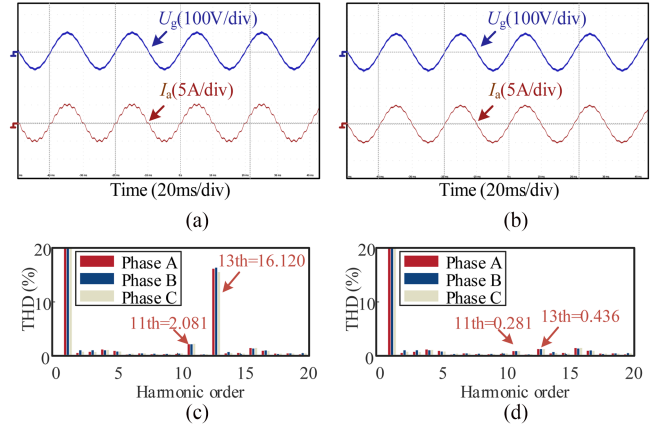 Ug(100V/div)
Ia(5A/div)
Time (20ms/div)
(a)
Ug(100V/div)
Ia(5A/div)
Time (20ms/div)
(b)
THD (%)
20
10
0
Phase A
Phase B
Phase C
13th=16.120
11th=2.081
0 5 10 15 20
Harmonic order
(c)
THD (%)
20
10
0
Phase A
Phase B
Phase C
11th=0.281
13th=0.436
0 5 10 15 20
Harmonic order
(d)